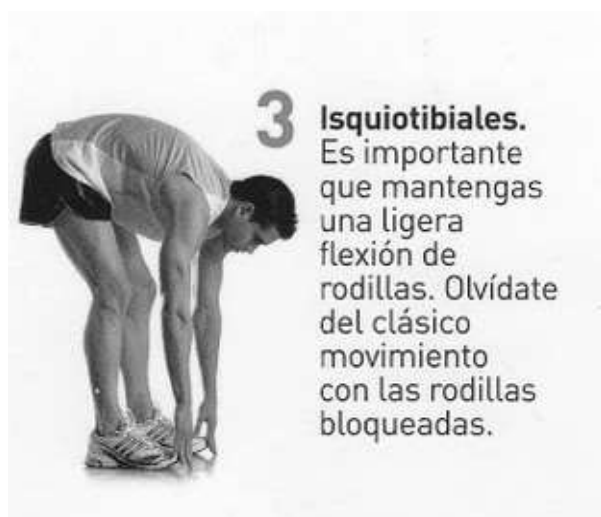 3
Isquiotibiales.
Es importante
que mantengas
una ligera
flexión de
rodillas. Olvídate
del clásico
movimiento
con las rodillas
bloqueadas.